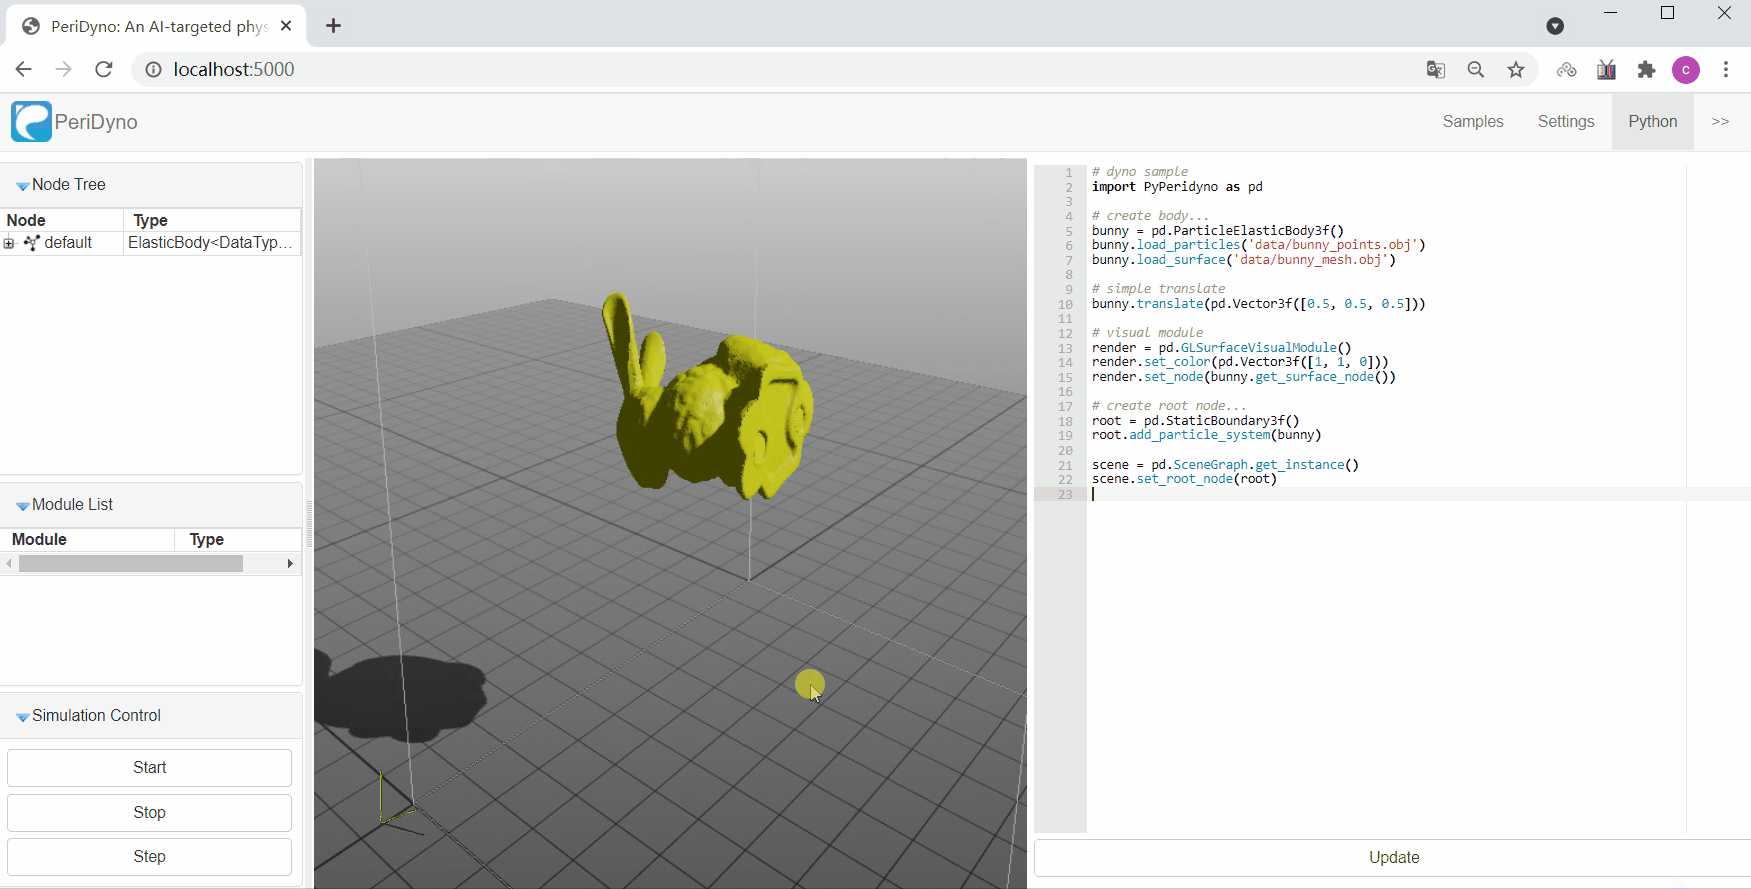 PeriDyno: An AI-targeted phys
localhost:5000
c
PeriDyno
Samples
Settings
Python
>>
Node Tree
Node Type
default ElasticBody<DataTyp...
Module List
Module Type
Simulation Control
Start
Stop
Step
1 # dyno sample
2 import PyPeridyno as pd
3
4 # create body...
5 bunny = pd.ParticleElasticBody3f()
6 bunny.load_particles('data/bunny_points.obj')
7 bunny.load_surface('data/bunny_mesh.obj')
8
9 # simple translate
10 bunny.translate(pd.Vector3f([0.5, 0.5, 0.5]))
11
12 # visual module
13 render = pd.GLSurfaceVisualModule()
14 render.set_color(pd.Vector3f([1, 1, 0]))
15 render.set_node(bunny.get_surface_node())
16
17 # create root node...
18 root = pd.StaticBoundary3f()
19 root.add_particle_system(bunny)
20
21 scene = pd.SceneGraph.get_instance()
22 scene.set_root_node(root)
23
Update